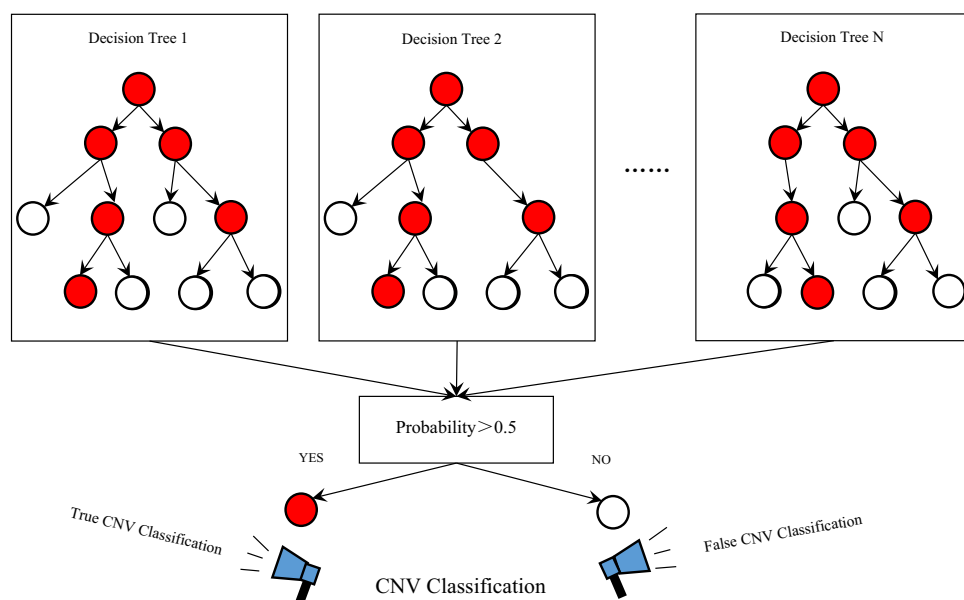 Decision Tree 1
Decision Tree 2
Decision Tree N
......
Probability＞0.5
YES
NO
True CNV Classification
False CNV Classification
CNV Classification